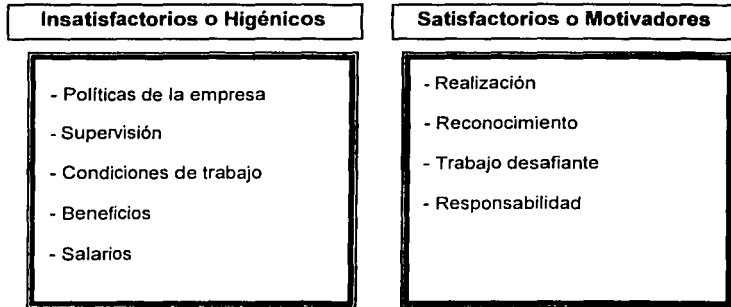 Insatisfactorios o Higénicos
- Políticas de la empresa
- Supervisión
- Condiciones de trabajo
- Beneficios
- Salarios
Satisfactorios o Motivadores
- Realización
- Reconocimiento
- Trabajo desafiante
- Responsabilidad